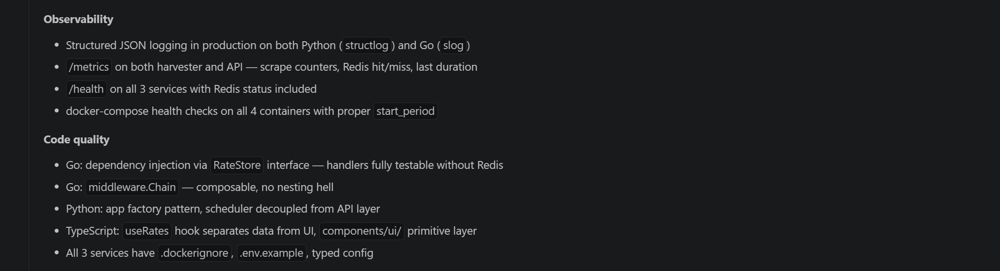 Observability
• Structured JSON logging in production on both Python (structlog) and Go (slog)
• /metrics on both harvester and API — scrape counters, Redis hit/miss, last duration
• /health on all 3 services with Redis status included
• docker-compose health checks on all 4 containers with proper start_period
Code quality
• Go: dependency injection via RateStore interface — handlers fully testable without Redis
• Go: middleware.Chain — composable, no nesting hell
• Python: app factory pattern, scheduler decoupled from API layer
• TypeScript: useRates hook separates data from UI, components/ui/ primitive layer
• All 3 services have .dockerignore, .env.example, typed config